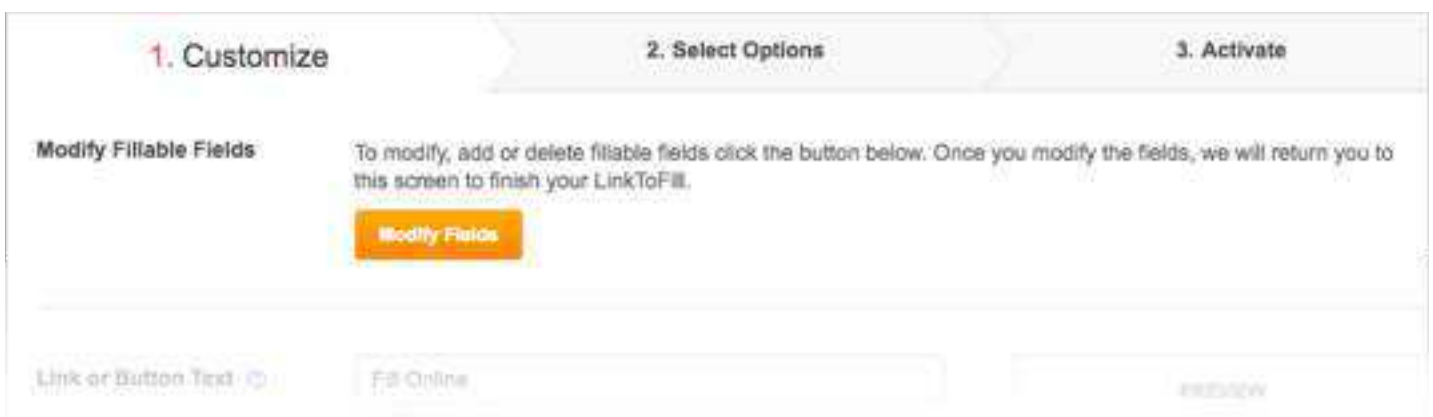 1. Customize
2. Select Options
3. Activate
Modify Fillable Fields
To modify, add or delete fillable fields click the button below. Once you modify the fields, we will return you to
this screen to finish your LinkToFill.
Modify Fields
Link or Button Text
Fill Online
PREVIEW